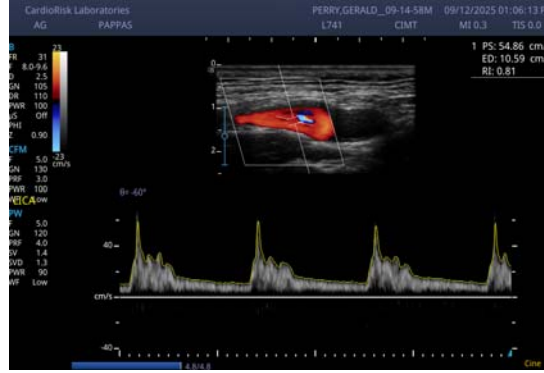 CardioRisk Laboratories PERRY,GERALD__09-14-58M 09/12/2025 01:06:13
AG PAPPAS L741 CIMT MI 0.3 TIS 0.0
B
FR 31
F 8.0-9.6
D 2.5
GN 105
DR 110
PWR 100
µS Off
PHI
Z 0.90
23
-23
cm/s
1 PS: 54.86 cm
ED: 10.59 cm
RI: 0.81
0
1
2
CFM
F 5.0
GN 130
PRF 3.0
PWR 100
WF Low
ICA
θ= -60°
PW
F 5.0
GN 120
PRF 4.0
SV 1.4
SVD 1.3
PWR 90
WF Low
40
cm/s
-40
4.8/4.8
Cine